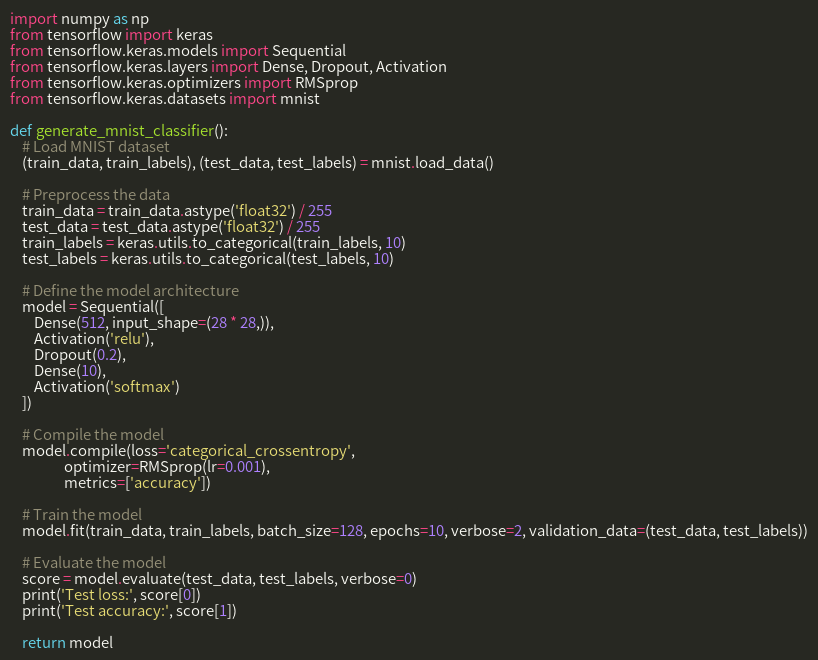 import numpy as np
from tensorflow import keras
from tensorflow.keras.models import Sequential
from tensorflow.keras.layers import Dense, Dropout, Activation
from tensorflow.keras.optimizers import RMSprop
from tensorflow.keras.datasets import mnist

def generate_mnist_classifier():
    # Load MNIST dataset
    (train_data, train_labels), (test_data, test_labels) = mnist.load_data()

    # Preprocess the data
    train_data = train_data.astype('float32') / 255
    test_data = test_data.astype('float32') / 255
    train_labels = keras.utils.to_categorical(train_labels, 10)
    test_labels = keras.utils.to_categorical(test_labels, 10)

    # Define the model architecture
    model = Sequential([
        Dense(512, input_shape=(28 * 28,)),
        Activation('relu'),
        Dropout(0.2),
        Dense(10),
        Activation('softmax')
    ])

    # Compile the model
    model.compile(loss='categorical_crossentropy',
                  optimizer=RMSprop(lr=0.001),
                  metrics=['accuracy'])

    # Train the model
    model.fit(train_data, train_labels, batch_size=128, epochs=10, verbose=2, validation_data=(test_data, test_labels))

    # Evaluate the model
    score = model.evaluate(test_data, test_labels, verbose=0)
    print('Test loss:', score[0])
    print('Test accuracy:', score[1])

    return model